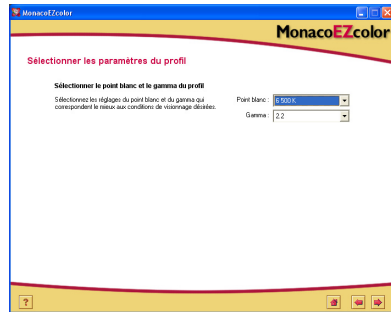 MonacoEZcolor
MonacoEZcolor
Sélectionner les paramètres du profil
Sélectionner le point blanc et le gamma du profil
Sélectionnez les réglages du point blanc et du gamma qui
correspondent le mieux aux conditions de visionnage désirées.
Point blanc : 6 500 K
Gamma : 2.2
?